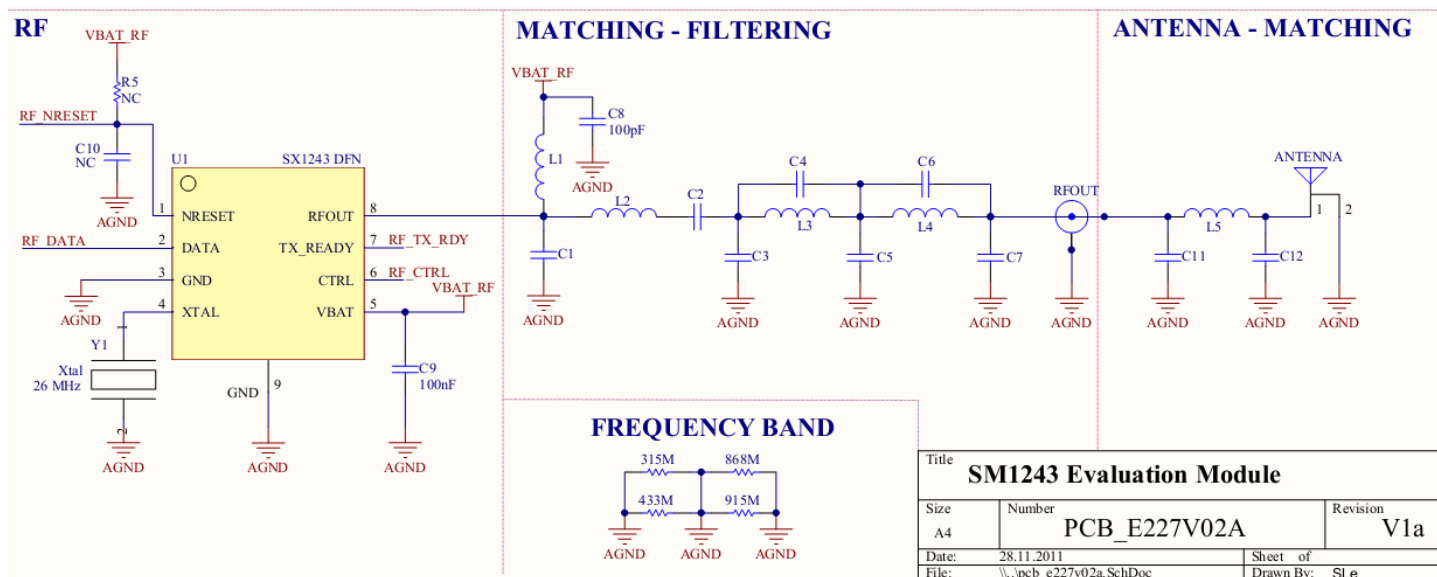 RF
VBAT_RF
R5
NC
RF_NRESET
C10
NC
AGND
U1
SX1243 DFN
1 NRESET
RFOUT 8
RF_DATA
2 DATA
TX_READY 7 RF_TX_RDY
3 GND
CTRL 6 RF_CTRL
AGND
4 XTAL
VBAT 5
VBAT_RF
1
Y1
Xtal
26 MHz
2
AGND
GND 9
AGND
C9
100nF
AGND
MATCHING - FILTERING
VBAT_RF
C8
100pF
AGND
L1
L2
C2
C4
C6
L3
L4
C1
C3
C5
C7
RFOUT
AGND
AGND
AGND
AGND
AGND
ANTENNA - MATCHING
ANTENNA
1
2
L5
C11
C12
AGND
AGND
AGND
FREQUENCY BAND
315M
868M
433M
915M
AGND
AGND
AGND
Title
SM1243 Evaluation Module
Size
A4
Number
PCB_E227V02A
Revision
V1a
Date: 28.11.2011
Sheet of
File: \\..\pcb_e227v02a.SchDoc
Drawn By: SLe